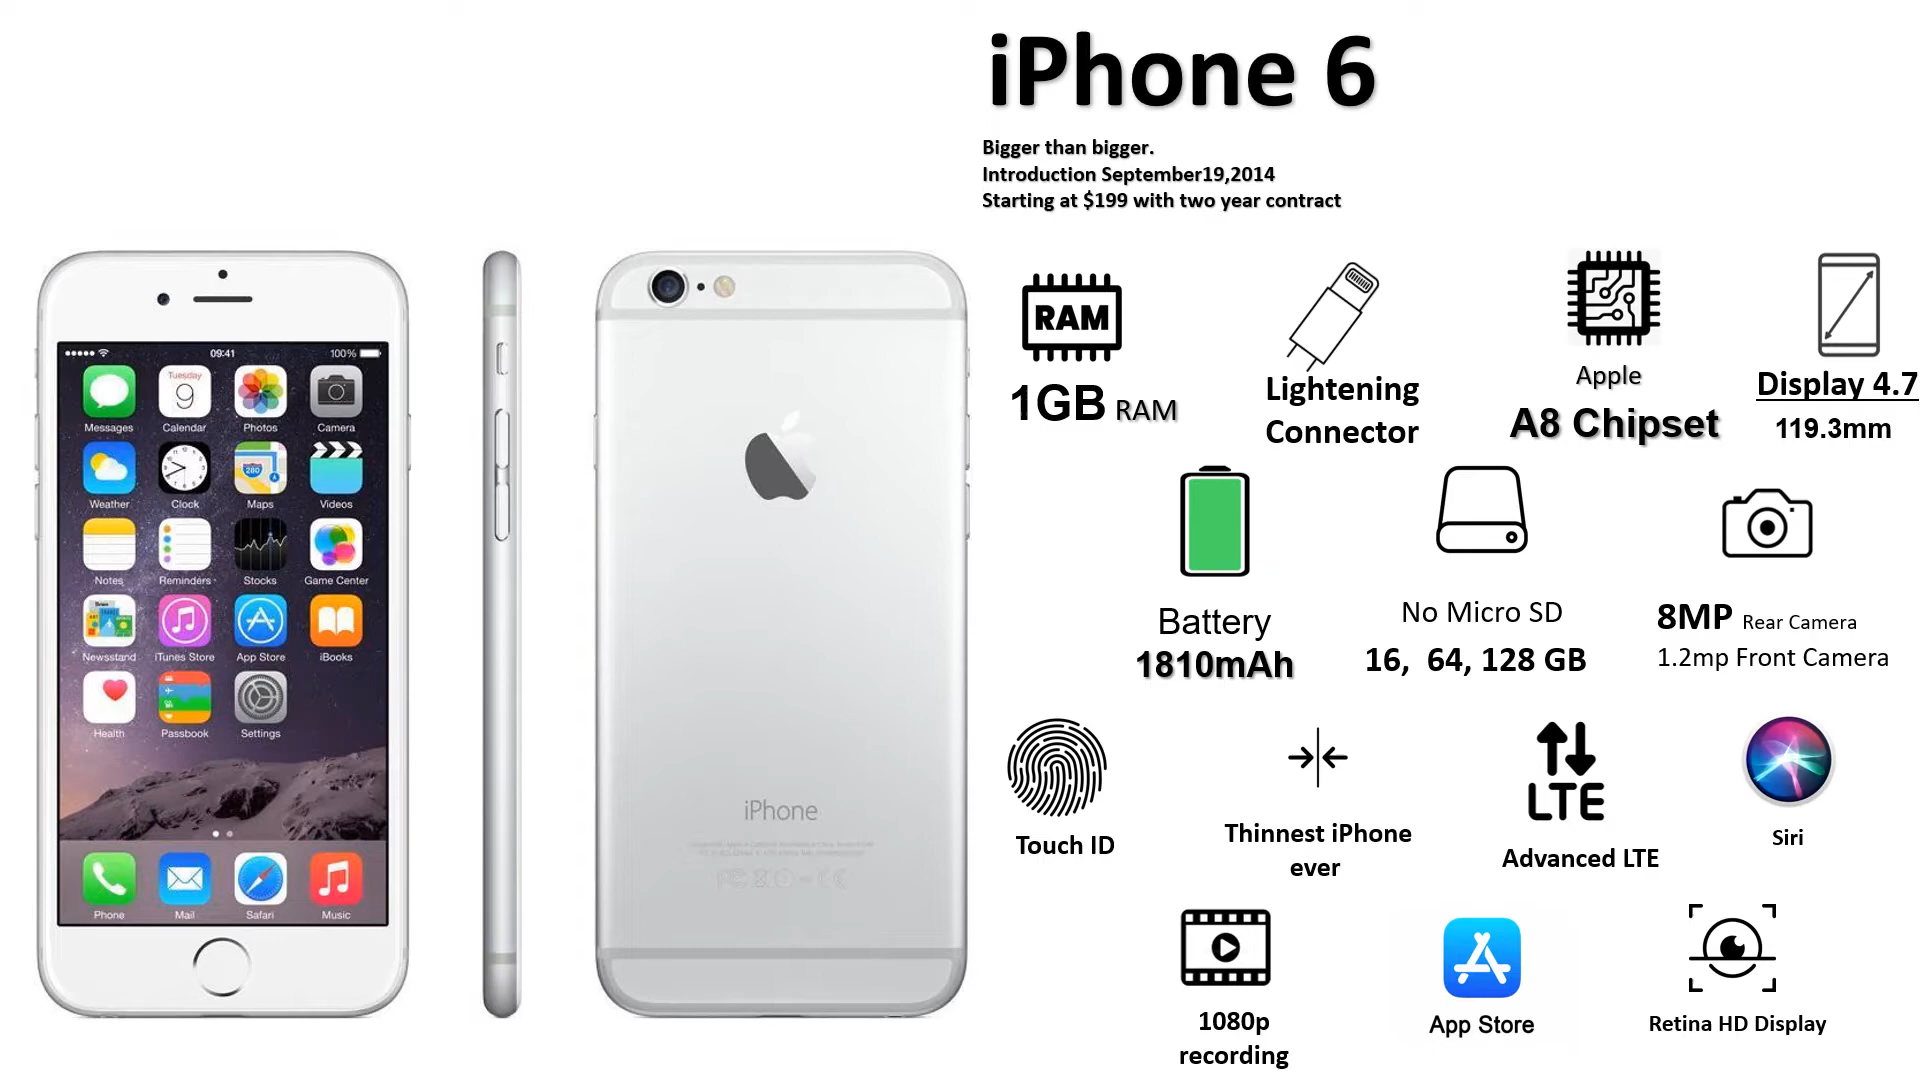 iPhone 6
Bigger than bigger.
Introduction September19,2014
Starting at $199 with two year contract
09:41
100%
Tuesday
9
Messages
Calendar
Photos
Camera
280
Weather
Clock
Maps
Videos
Notes
Reminders
Stocks
Game Center
Newsstand
iTunes Store
App Store
iBooks
Health
Passbook
Settings
Phone
Mail
Safari
Music
iPhone
RAM
1GB RAM
Lightening
Connector
Apple
A8 Chipset
Display 4.7
119.3mm
Battery
1810mAh
No Micro SD
16, 64, 128 GB
8MP Rear Camera
1.2mp Front Camera
Touch ID
Thinnest iPhone
ever
LTE
Advanced LTE
Siri
1080p
recording
App Store
Retina HD Display